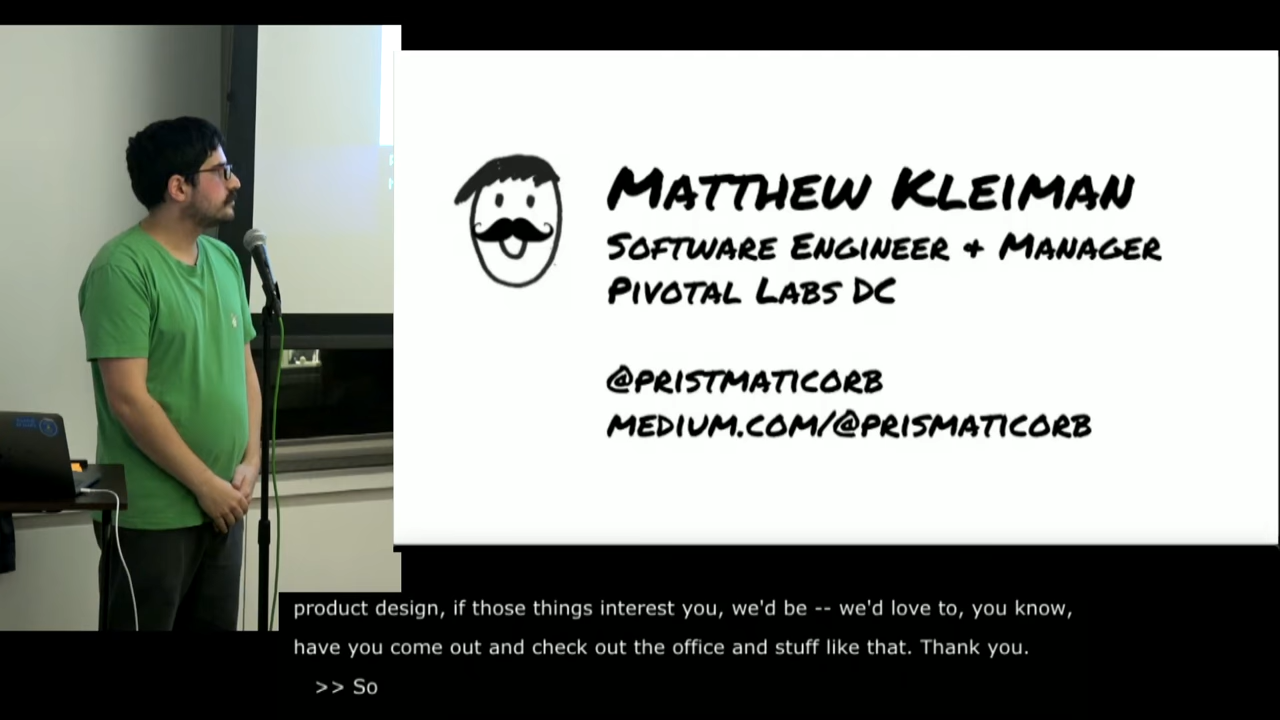 MATTHEW KLEIMAN
SOFTWARE ENGINEER + MANAGER
PIVOTAL LABS DC
@PRISTMATICORB
MEDIUM.COM/@PRISMATICORB
product design, if those things interest you, we'd be -- we'd love to, you know,
have you come out and check out the office and stuff like that. Thank you.
>> So